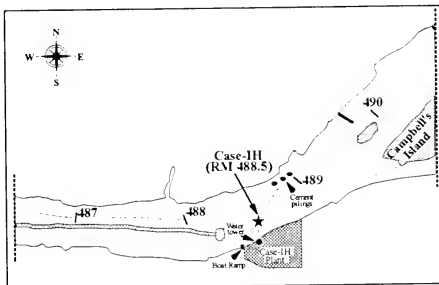 N
W E
S
490
Campbell's
Island
Case-IH
(RM 488.5)
489
Cement
pilings
487
488
Water
tower
Case-IH
Plant
Boat Ramp